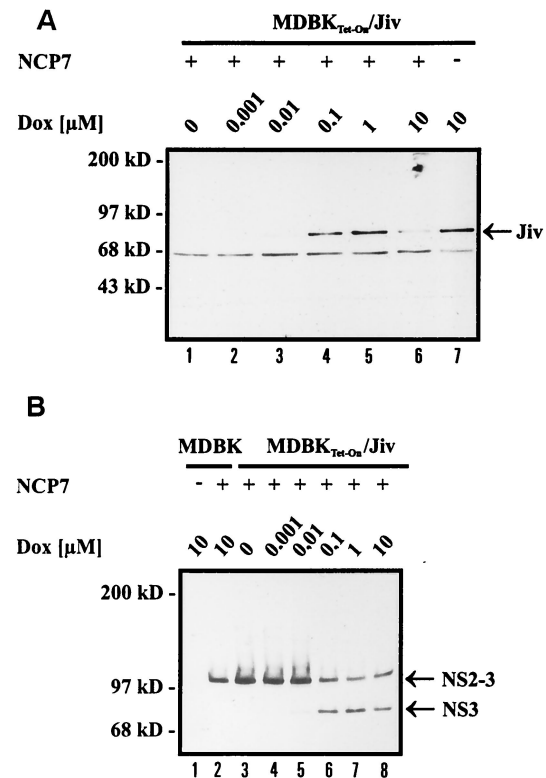 A
MDBKTet-On/Jiv
NCP7 + + + + + + -
Dox [µM] 0 0.001 0.01 0.1 1 10 10
200 kD -
97 kD -
← Jiv
68 kD -
43 kD -
1 2 3 4 5 6 7
B
MDBK MDBKTet-On/Jiv
NCP7 - + + + + + + +
Dox [µM] 10 10 0 0.001 0.01 0.1 1 10
200 kD -
← NS2-3
97 kD -
← NS3
68 kD -
1 2 3 4 5 6 7 8